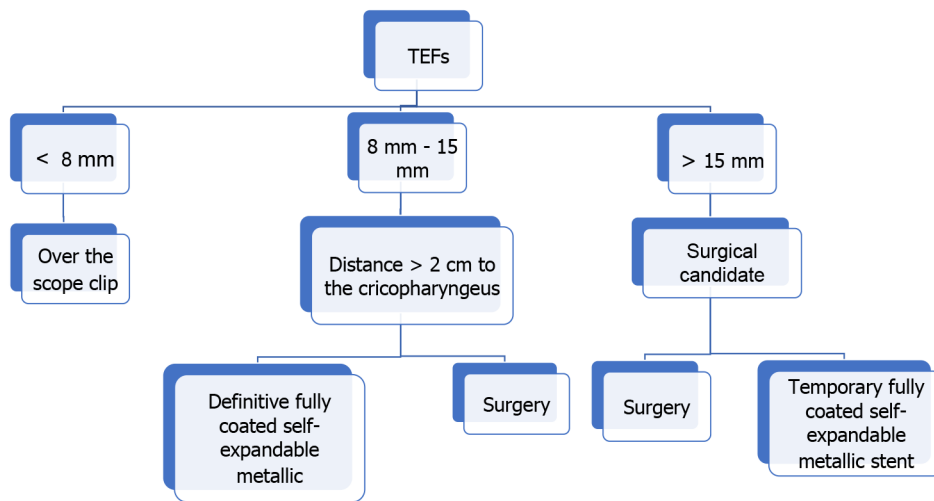 TEFs
< 8 mm
8 mm - 15
mm
> 15 mm
Over the
scope clip
Distance > 2 cm to
the cricopharyngeus
Surgical
candidate
Definitive fully
coated self-
expandable
metallic
Surgery
Surgery
Temporary fully
coated self-
expandable
metallic stent